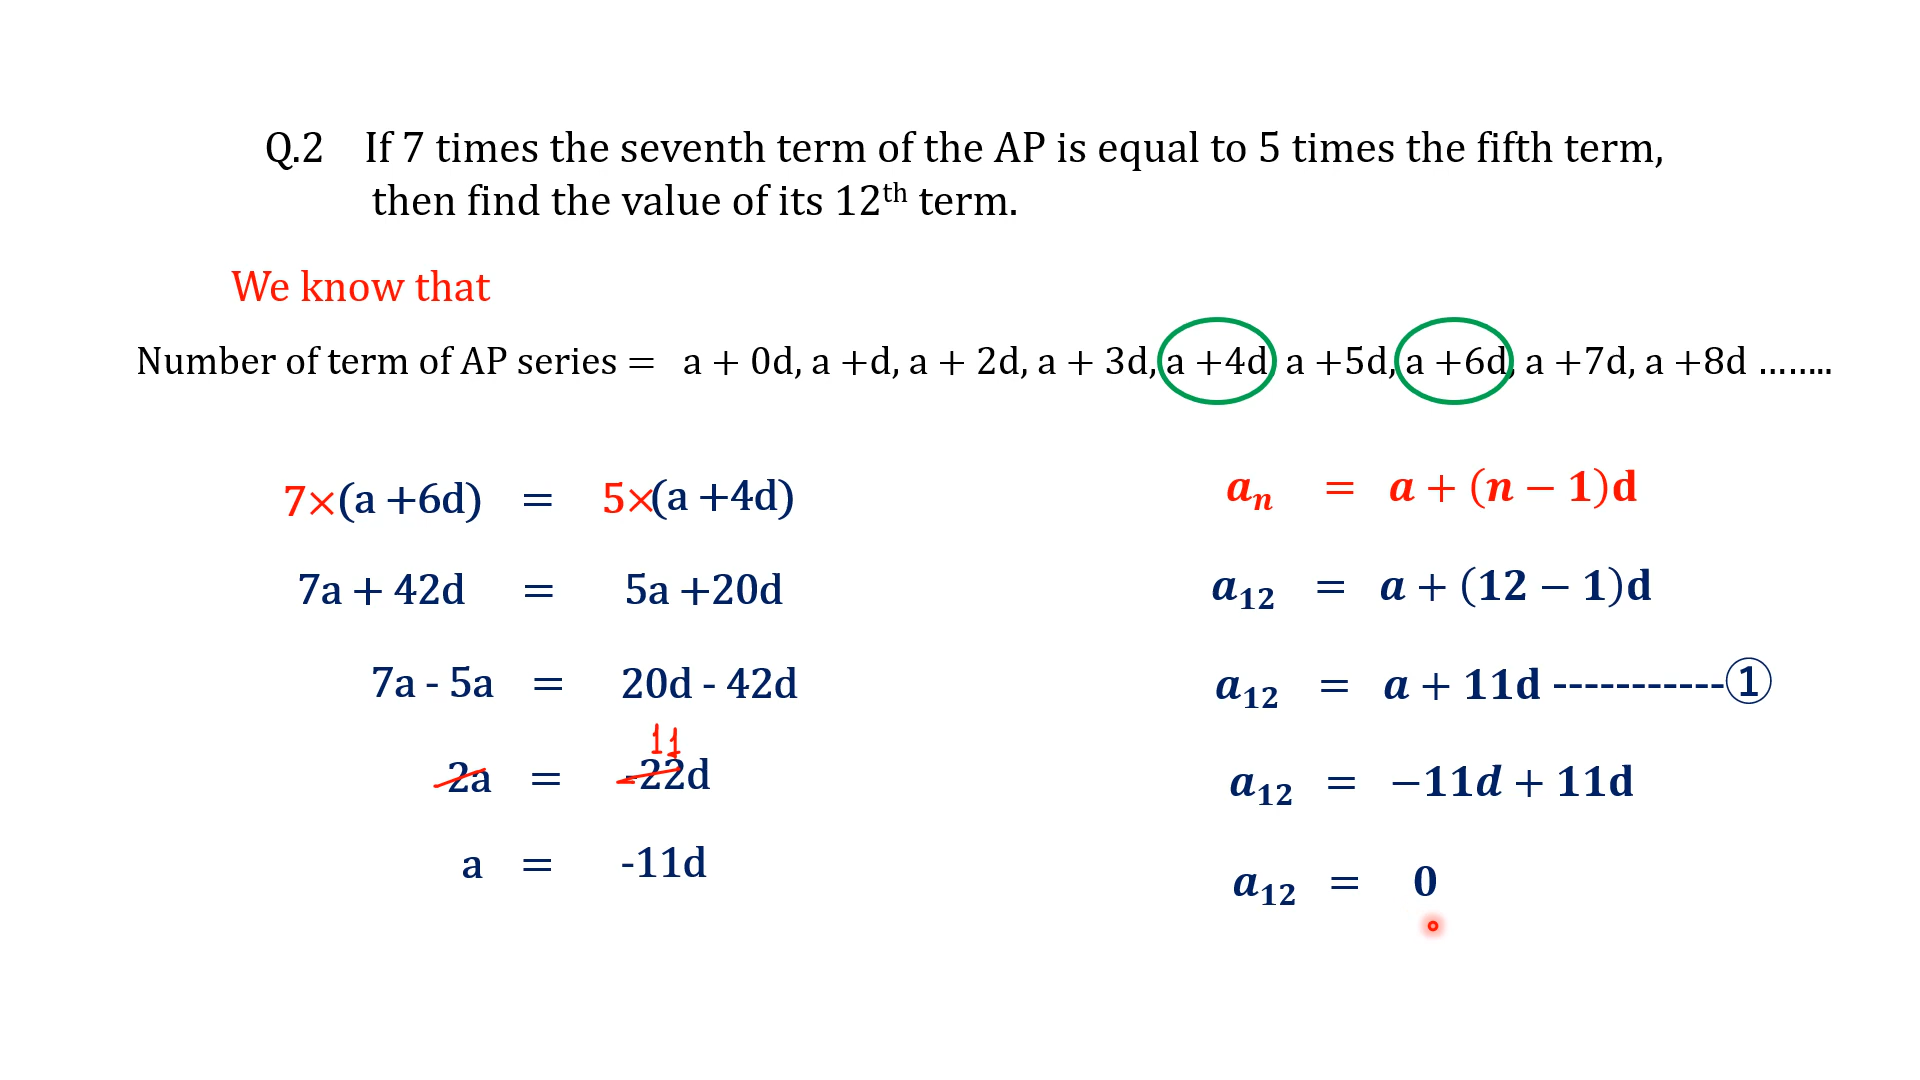 Q.2 If 7 times the seventh term of the AP is equal to 5 times the fifth term,
then find the value of its 12th term.
We know that
Number of term of AP series = a + 0d, a +d, a + 2d, a + 3d, a +4d, a +5d, a +6d, a +7d, a +8d ........
7×(a +6d) = 5×(a +4d)
7a + 42d = 5a +20d
7a - 5a = 20d - 42d
11
2a = -22d
a = -11d
aₙ = a + (n − 1)d
a₁₂ = a + (12 − 1)d
a₁₂ = a + 11d -----------①
a₁₂ = −11d + 11d
a₁₂ = 0